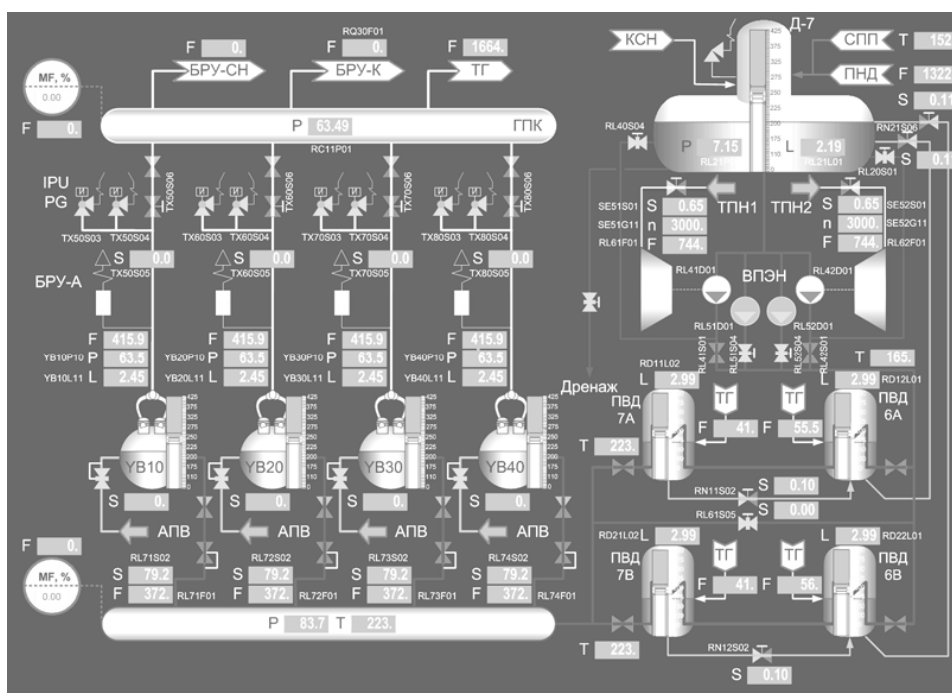 RQ30F01
Д-7
F 0.
F 0.
F 1664.
КСН
СПП
T 152
БРУ-СН
БРУ-К
ТГ
ПНД
F 1322
MF, %
0.00
S 0.11
F 0.
P 63.49
ГПК
RL40S04
RN21S06
RC11P01
P 7.15
L 2.19
RL21L01
S
RL20S01
IPU
PG
TX50S06
TX60S06
TX70S06
TX80S06
ТПН1
ТПН2
SE51S01
S 0.65
S 0.65
SE52S01
TX50S03
TX50S04
TX60S03
TX60S04
TX70S03
TX70S04
TX80S03
TX80S04
SE51G11
n 3000.
n 3000.
SE52G11
RL61F01
F 744.
F 744.
RL62F01
S 0.0
S 0.0
S 0.0
S 0.0
TX50S05
TX60S05
TX70S05
TX80S05
БРУ-А
RL41D01
ВПЭН
RL42D01
RL51D01
RL52D01
F 415.9
F 415.9
F 415.9
F 415.9
RL41S01
RL51S04
RL52S04
RL42S01
YB10P10 P 63.5
YB20P10 P 63.5
YB30P10 P 63.5
YB40P10 P 63.5
T 165.
YB10L11 L 2.45
YB20L11 L 2.45
YB30L11 L 2.45
YB40L11 L 2.45
RD11L02
L 2.99
L 2.99
RD12L01
Дренаж
ПВД
7А
ТГ
ТГ
ПВД
6А
F 41.
F 55.5
T 223.
YB10
YB20
YB30
YB40
S 0.
S 0.
S 0.
S 0.
RN11S02
S 0.10
S 0.00
RL61S05
АПВ
АПВ
АПВ
АПВ
RD21L02
L 2.99
L 2.99
RD22L01
F 0.
RL71S02
RL72S02
RL73S02
RL74S02
ПВД
7В
ТГ
ТГ
ПВД
6В
MF, %
0.00
S 79.2
S 79.2
S 79.2
S 79.2
F 372.
RL71F01
F 372.
RL72F01
F 372.
RL73F01
F 372.
RL74F01
F 41.
F 56.
P 83.7
T 223.
T 223.
RN12S02
S 0.10